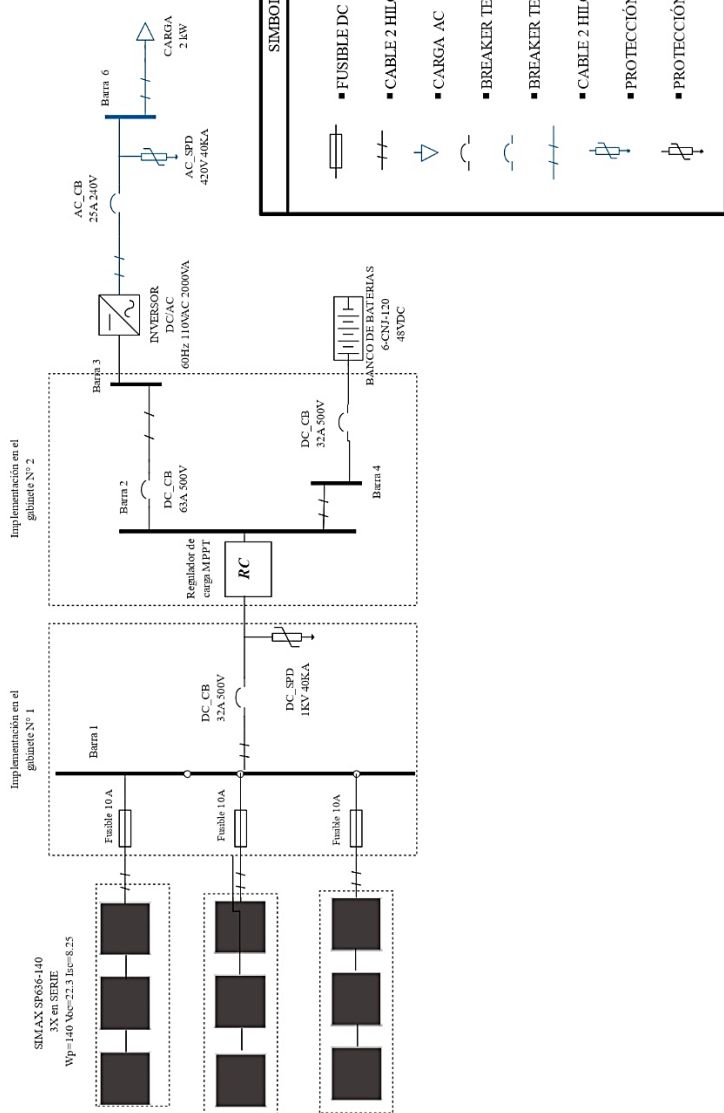 SIMAX SP636-140
3X en SERIE
Wp=140 Voc=22.3 Isc=8.25
Implementación en el
gabinete N° 1
Fusible 10 A
Fusible 10A
Fusible 10A
Barra 1
DC_CB
32A 500V
DC_SPD
1KV 40KA
Implementación en el
gabinete N° 2
Regulador de
carga MPPT
RC
Barra 2
DC_CB
63A 500V
Barra 3
Barra 4
DC_CB
32A 500V
BANCO DE BATERIAS
6-CNJ-120
48VDC
INVERSOR
DC/AC
60Hz 110VAC 2000VA
AC_CB
25A 240V
AC_SPD
420V 40KA
Barra 6
CARGA
2 kW
FUSIBLE DC
CABLE 2 HIL
CARGA AC
BREAKER TE
BREAKER TE
CABLE 2 HIL
PROTECCIÓN
PROTECCIÓN